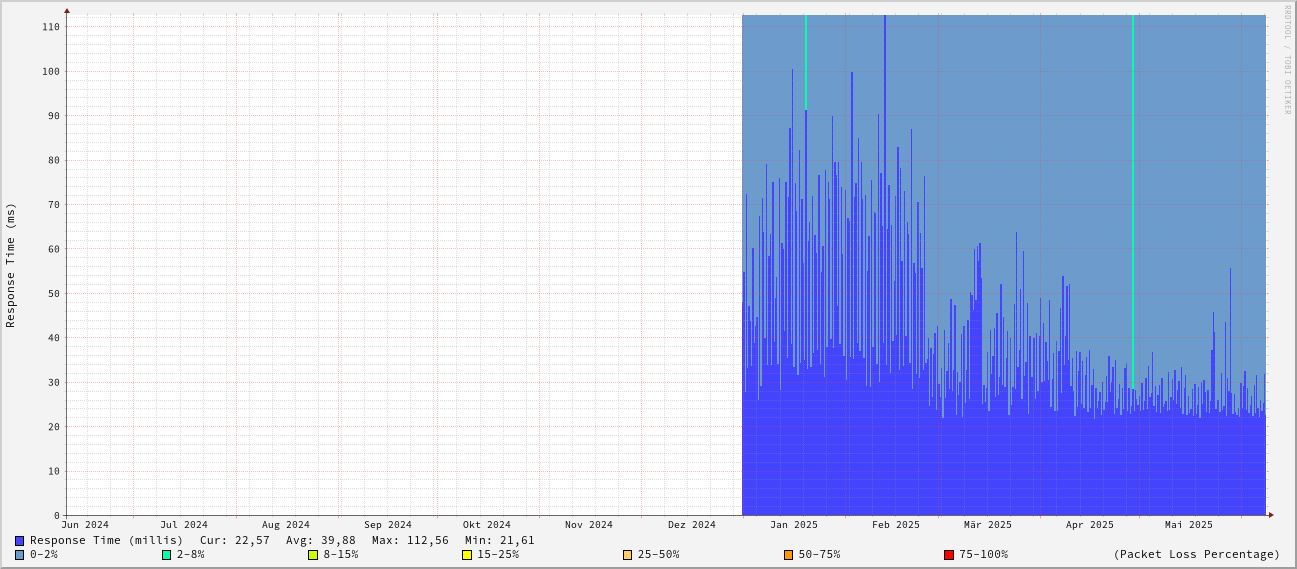 RRDTOOL / TOBI OETIKER
Response Time (ms)
110
100
90
80
70
60
50
40
30
20
10
0
Jun 2024 Jul 2024 Aug 2024 Sep 2024 Okt 2024 Nov 2024 Dez 2024 Jan 2025 Feb 2025 Mär 2025 Apr 2025 Mai 2025
Response Time (millis) Cur: 22,57 Avg: 39,88 Max: 112,56 Min: 21,61
0-2% 2-8% 8-15% 15-25% 25-50% 50-75% 75-100% (Packet Loss Percentage)